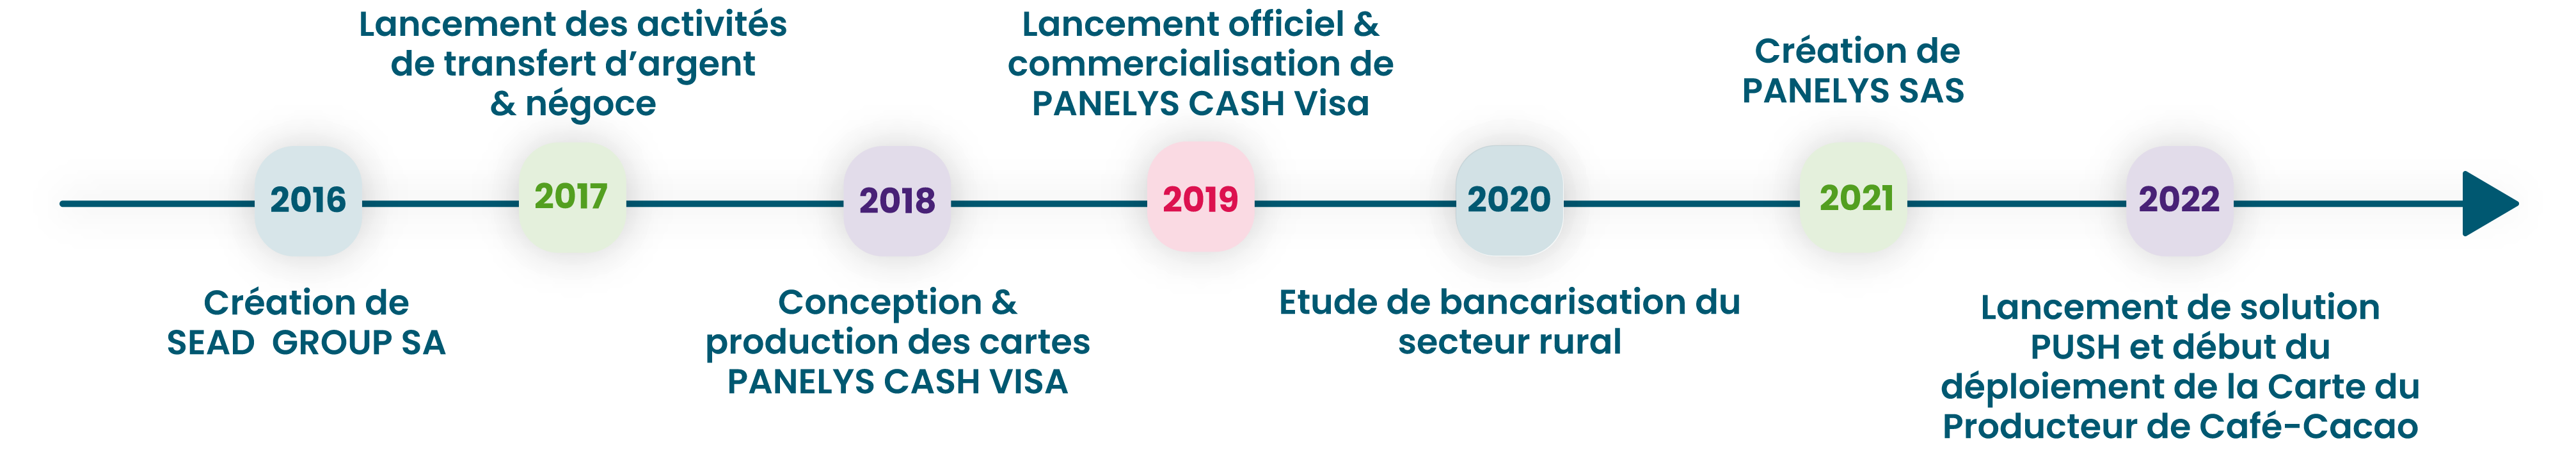 2016
Création de
SEAD GROUP SA
Lancement des activités
de transfert d’argent
& négoce
2017
2018
Conception &
production des cartes
PANELYS CASH VISA
Lancement officiel &
commercialisation de
PANELYS CASH Visa
2019
2020
Etude de bancarisation du
secteur rural
Création de
PANELYS SAS
2021
2022
Lancement de solution
PUSH et début du
déploiement de la Carte du
Producteur de Café-Cacao